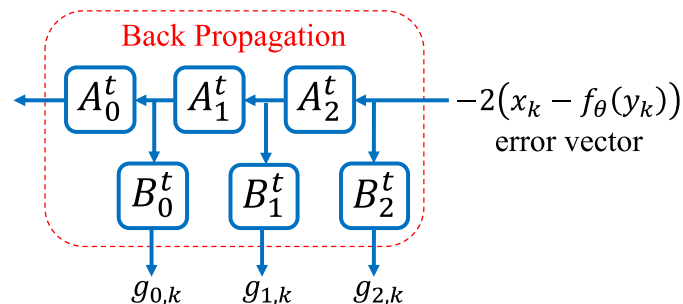 Back Propagation
A_0^t A_1^t A_2^t −2(x_k − f_θ(y_k))
error vector
B_0^t B_1^t B_2^t
g_{0,k} g_{1,k} g_{2,k}